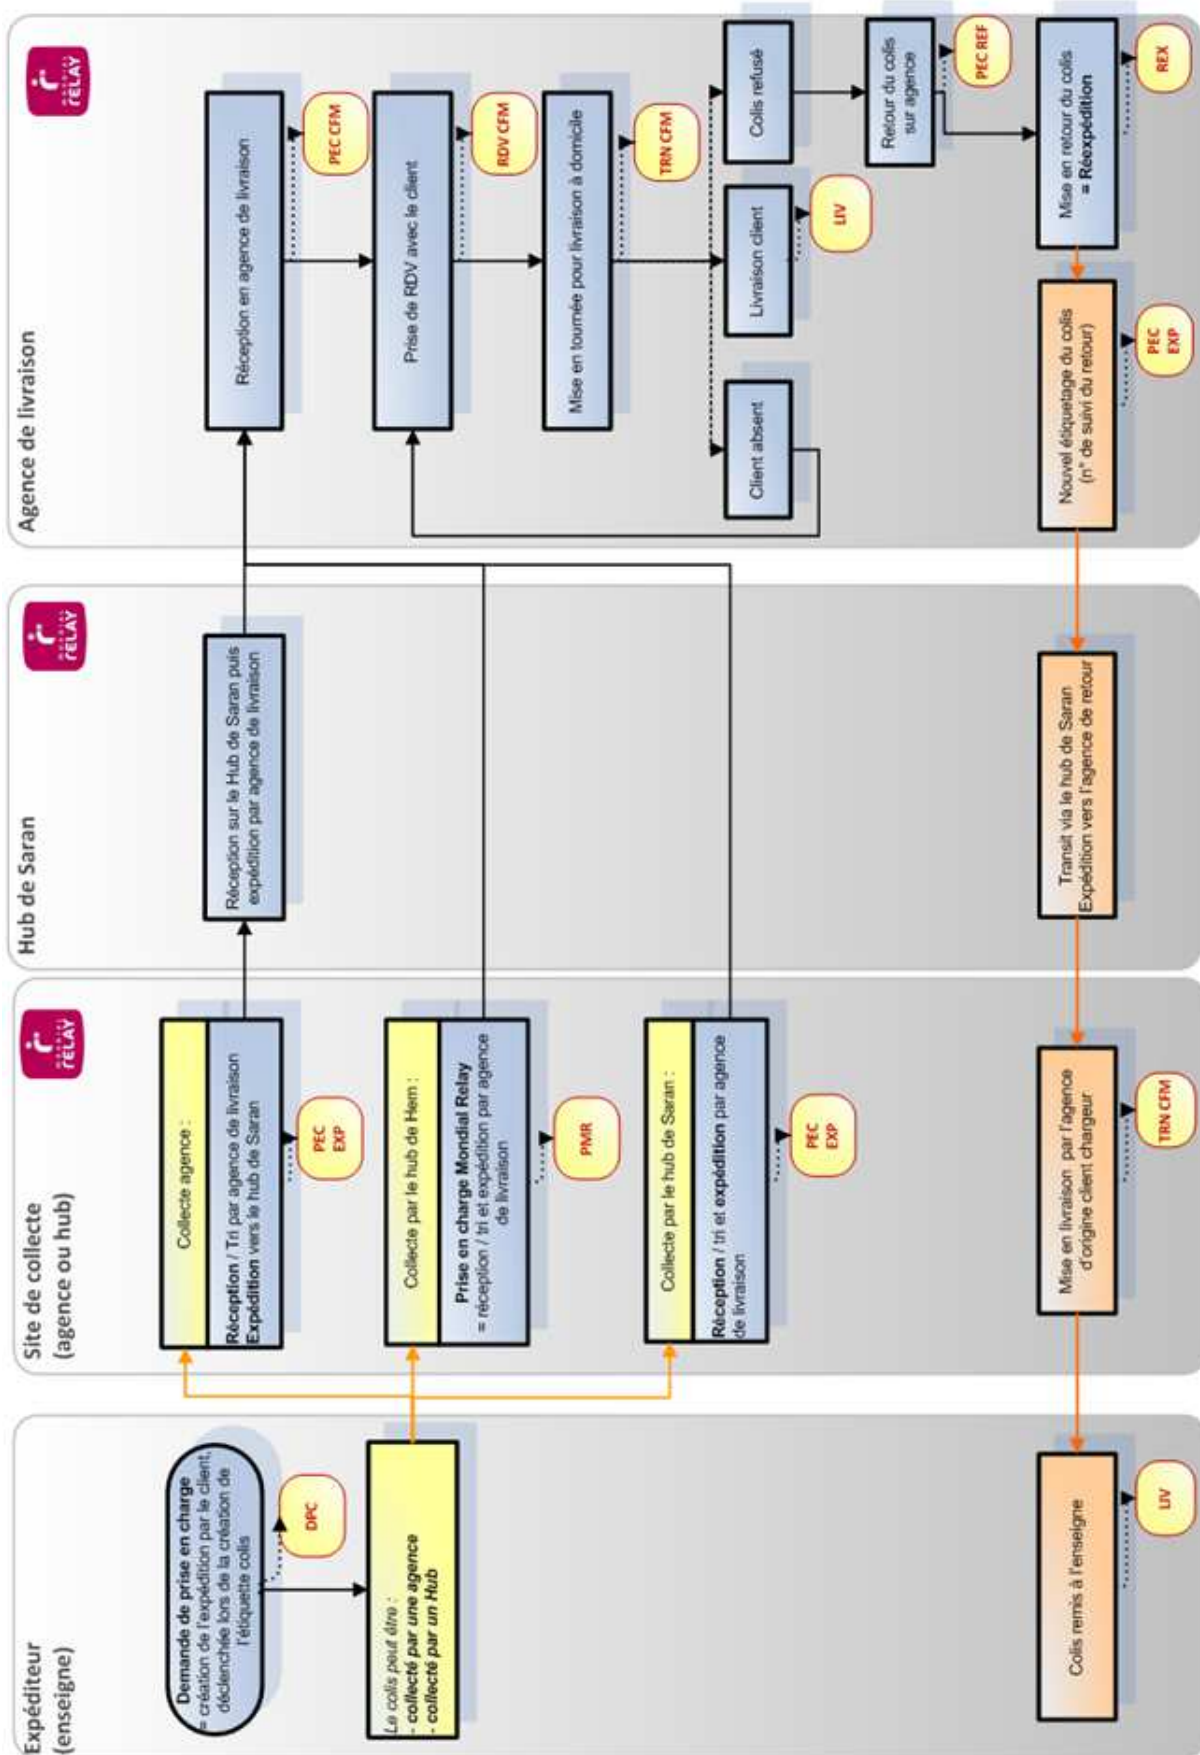 Expéditeur
(enseigne)
Demande de prise en charge
= création de l'expédition par le client,
déclenchée lors de la création de
l'étiquette colis
DPC
Le colis peut être :
- collecté par une agence
- collecté par un Hub
Colis remis à l'enseigne
LIV
Site de collecte
(agence ou hub)
MONDIAL
RELAY
Collecte agence :
Réception / Tri par agence de livraison
Expédition vers le hub de Saran
PEC
EXP
Collecte par le hub de Hem :
Prise en charge Mondial Relay
= réception / tri et expédition par agence
de livraison
PMR
Collecte par le hub de Saran :
Réception / tri et expédition par agence
de livraison
PEC
EXP
Mise en livraison par l'agence
d'origine client chargeur
TRN CFM
Hub de Saran
MONDIAL
RELAY
Réception sur le Hub de Saran puis
expédition par agence de livraison
Transit via le hub de Saran
Expédition vers l'agence de retour
Agence de livraison
MONDIAL
RELAY
Réception en agence de livraison
PEC CFM
Prise de RDV avec le client
RDV CFM
Mise en tournée pour livraison à domicile
TRN CFM
Client absent
Livraison client
LIV
Colis refusé
Retour du colis
sur agence
PEC REF
Mise en retour du colis
= Réexpédition
REX
Nouvel étiquetage du colis
(n° de suivi du retour)
PEC
EXP